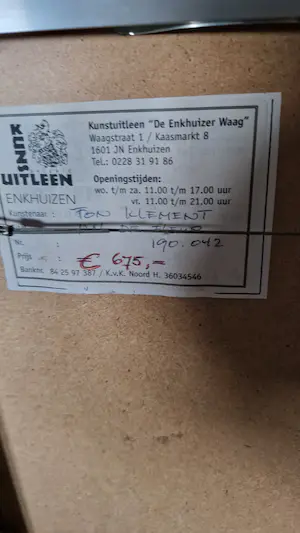 KUNST
UITLEEN
ENKHUIZEN
Kunstuitleen "De Enkhuizer Waag"
Waagstraat 1 / Kaasmarkt 8
1601 JN Enkhuizen
Tel.: 0228 31 91 86
Openingstijden:
wo. t/m za. 11.00 t/m 17.00 uur
vr. 11.00 t/m 21.00 uur
Kunstenaar : TON KLEMENT
Nr. : 190.042
Prijs : € 675,=
Banknr. 84 25 97 387 / K.v.K. Noord H. 36034546